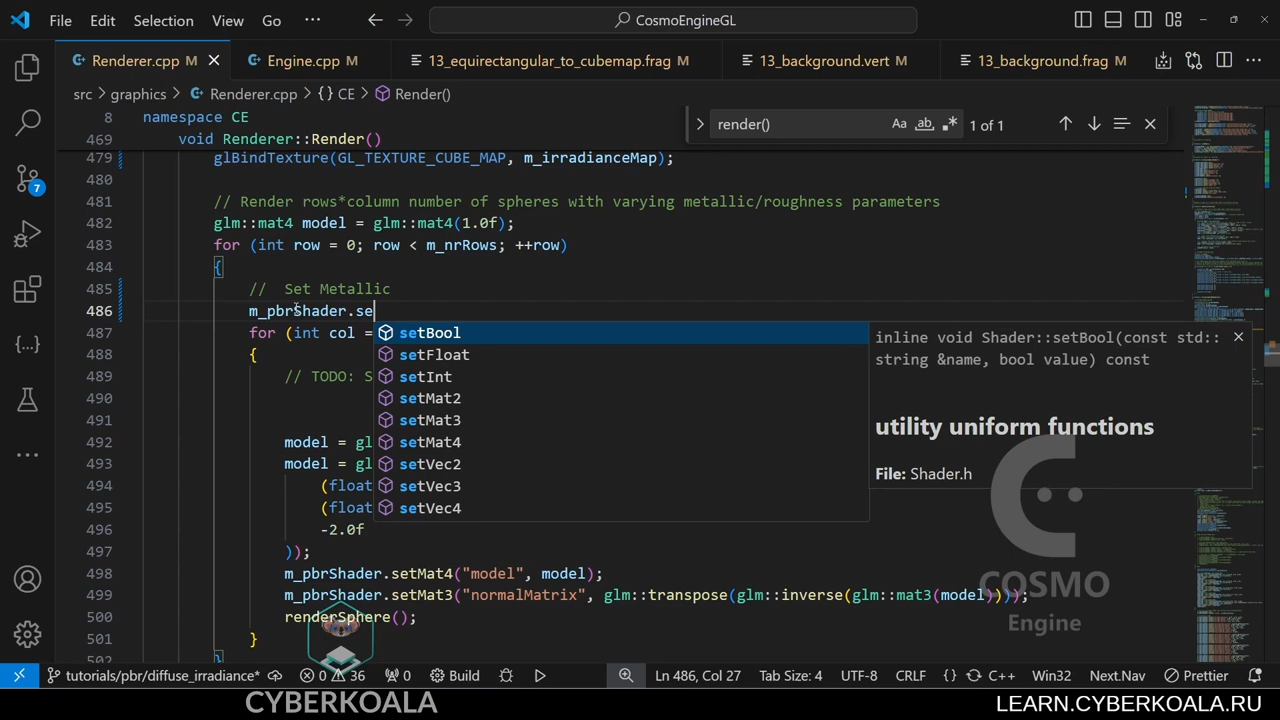 File Edit Selection View Go ··· CosmoEngineGL
Renderer.cpp M Engine.cpp M 13_equirectangular_to_cubemap.frag M 13_background.vert M 13_background.frag M
src > graphics > Renderer.cpp > {} CE > Render()
8 namespace CE
render() Aa ab 1 of 1
469 void Renderer::Render()
479 glBindTexture(GL_TEXTURE_CUBE_MAP, m_irradianceMap);
480
481 // Render rows*column number of spheres with varying metallic/roughness parameters
482 glm::mat4 model = glm::mat4(1.0f);
483 for (int row = 0; row < m_nrRows; ++row)
484 {
485 // Set Metallic
486 m_pbrShader.se
487 for (int col =
488 {
489 // TODO: S
490
491
492 model = gl
493 model = gl
494 (float
495 (float
496 -2.0f
497 ));
498 m_pbrShader.setMat4("model", model);
499 m_pbrShader.setMat3("normalMatrix", glm::transpose(glm::inverse(glm::mat3(model))));
500 renderSphere();
501 }
502 }
setBool
setFloat
setInt
setMat2
setMat3
setMat4
setVec2
setVec3
setVec4
inline void Shader::setBool(const std::
string &name, bool value) const
utility uniform functions
File: Shader.h
COSMO
Engine
7
tutorials/pbr/diffuse_irradiance* 0 36 0 Build Ln 486, Col 27 Tab Size: 4 UTF-8 CRLF {} C++ Win32 Next.Nav Prettier
CYBERKOALA LEARN.CYBERKOALA.RU